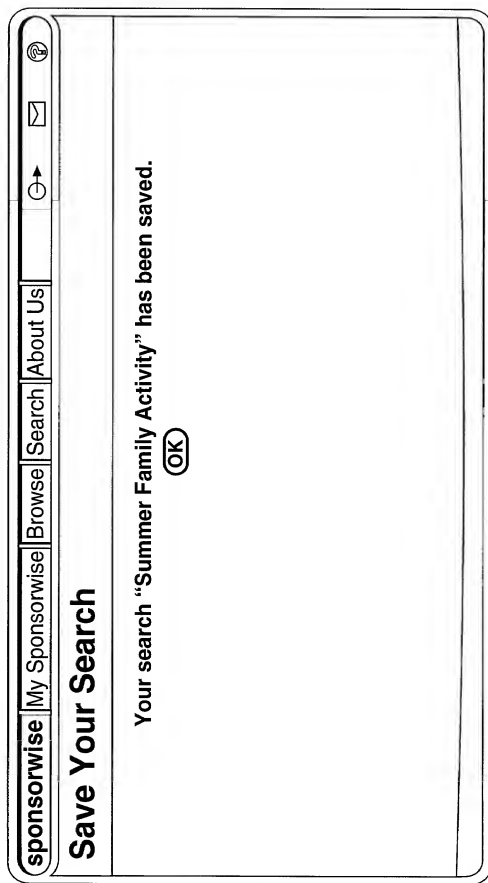 sponsorwise My Sponsorwise Browse Search About Us ?
Save Your Search
Your search “Summer Family Activity” has been saved.
OK